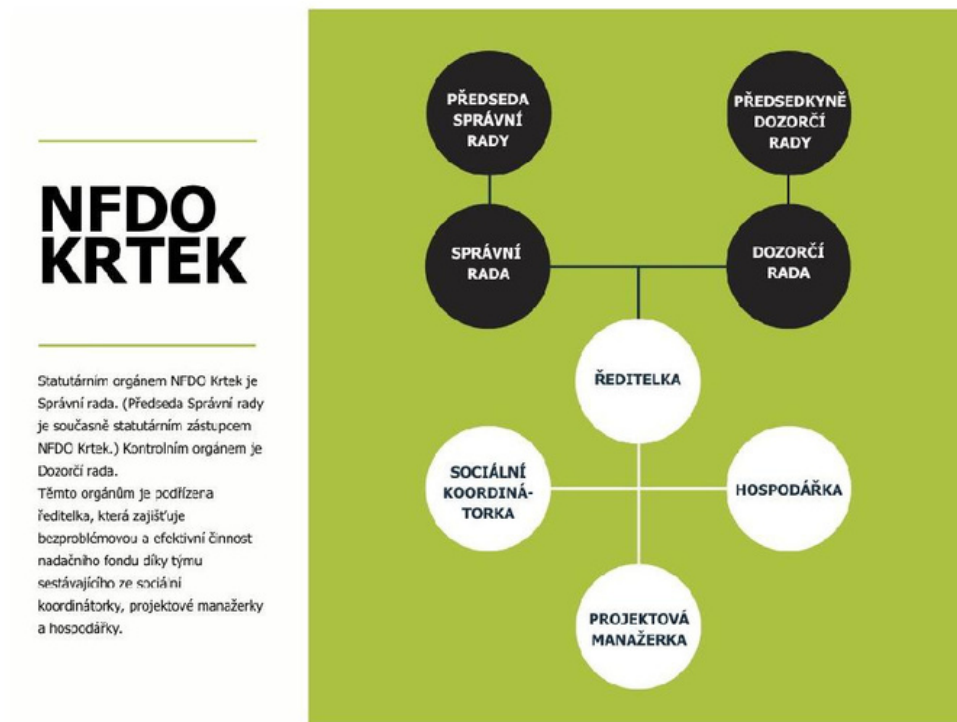 NFDO
KRTEK
Statutárním orgánem NFDO Krtek je
Správní rada. (Předseda Správní rady
je současně statutárním zástupcem
NFDO Krtek.) Kontrolním orgánem je
Dozorčí rada.
Těmto orgánům je podřízena
ředitelka, která zajišťuje
bezproblémovou a efektivní činnost
nadačního fondu díky týmu
sestávajícího ze sociální
koordinátorky, projektové manažerky
a hospodářky.
PŘEDSEDA
SPRÁVNÍ
RADY
PŘEDSEDKYNĚ
DOZORČÍ
RADY
SPRÁVNÍ
RADA
DOZORČÍ
RADA
ŘEDITELKA
SOCIÁLNÍ
KOORDINÁ-
TORKA
HOSPODÁŘKA
PROJEKTOVÁ
MANAŽERKA